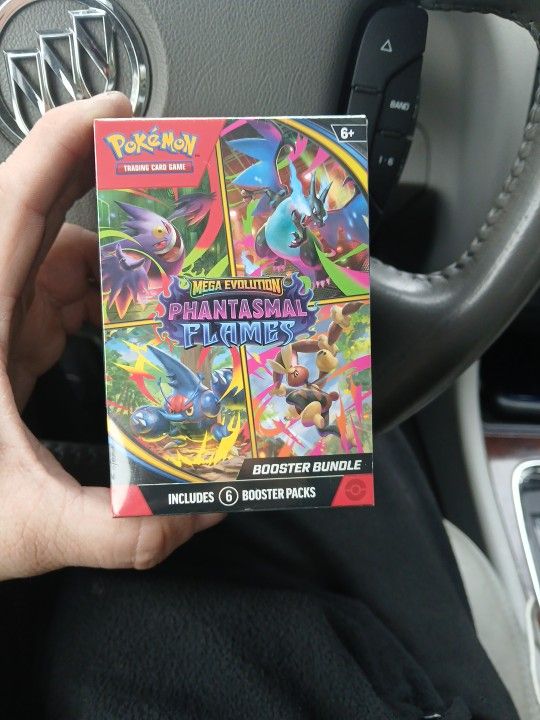 POKéMON
TRADING CARD GAME
6+
MEGA EVOLUTION
PHANTASMAL
FLAMES
BOOSTER BUNDLE
INCLUDES 6 BOOSTER PACKS
BAND